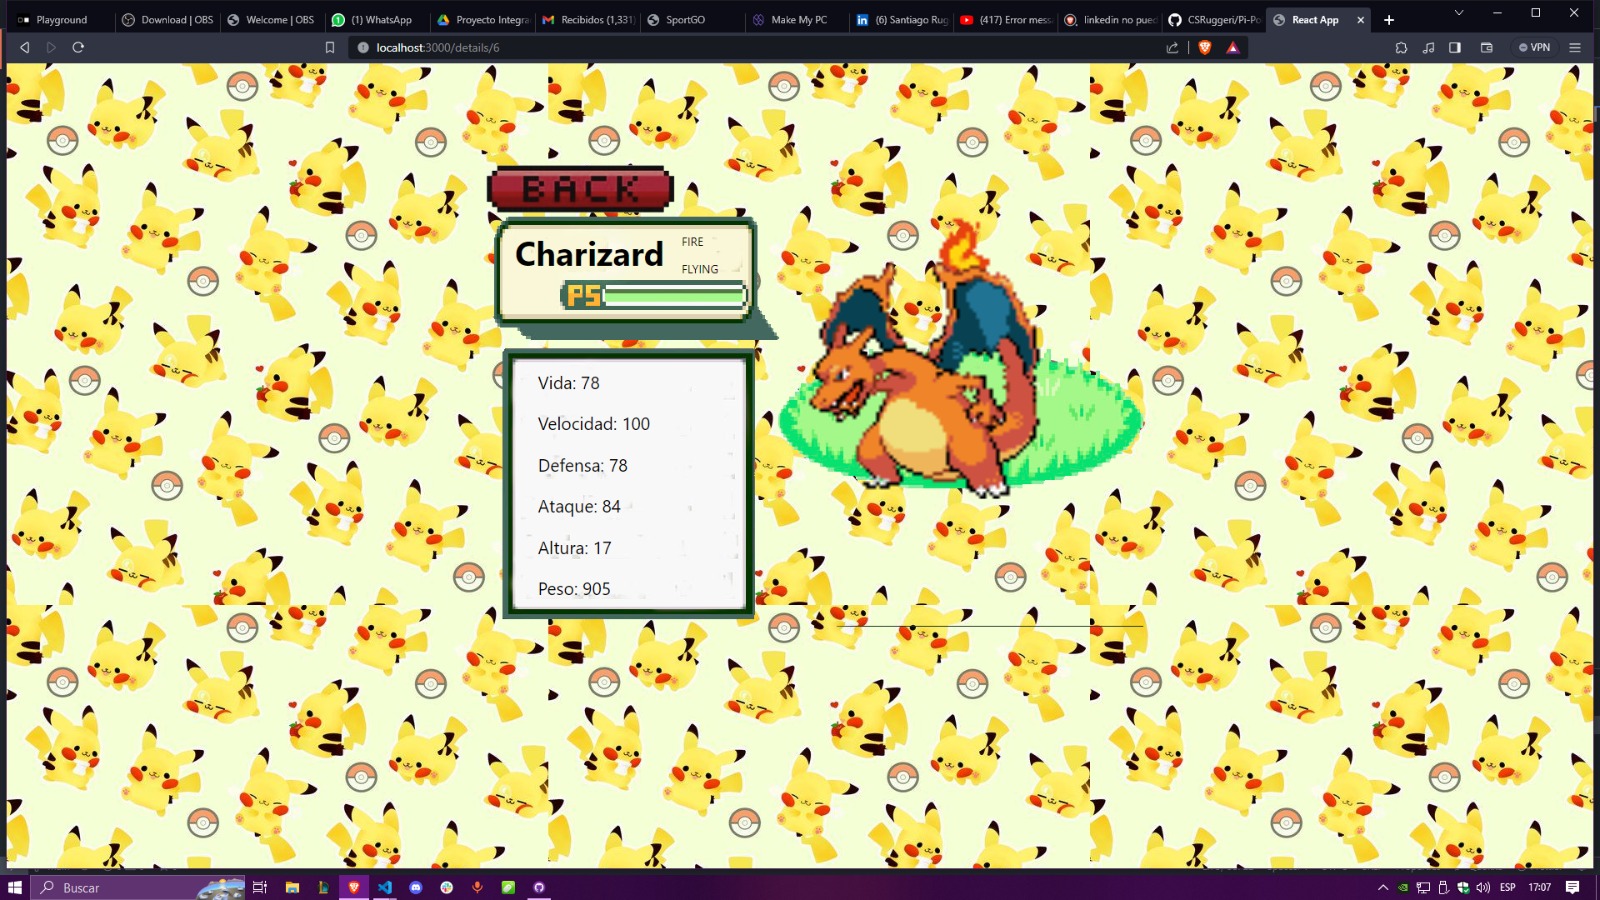 Playground
Download | OBS
Welcome | OBS
(1) WhatsApp
Proyecto Integra
Recibidos (1,331)
SportGO
Make My PC
(6) Santiago Rug
(417) Error mess
linkedin no pued
CSRuggeri/Pi-Po
React App
localhost:3000/details/6
VPN
BACK
Charizard
FIRE
FLYING
PS
Vida: 78
Velocidad: 100
Defensa: 78
Ataque: 84
Altura: 17
Peso: 905
Buscar
ESP
17:07